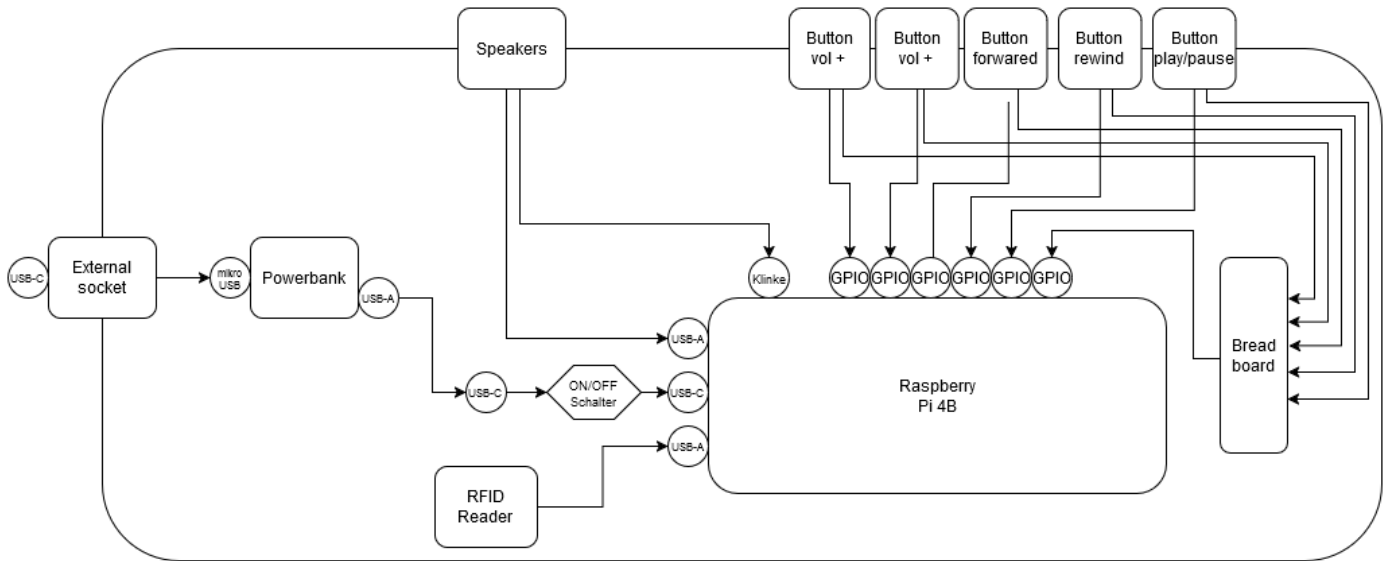 Speakers
Button
vol +
Button
vol +
Button
forwared
Button
rewind
Button
play/pause
USB-C
External
socket
mikro
USB
Powerbank
USB-A
Klinke
GPIO
GPIO
GPIO
GPIO
GPIO
GPIO
USB-A
USB-C
ON/OFF
Schalter
USB-C
USB-A
Raspberry
Pi 4B
Bread
board
RFID
Reader